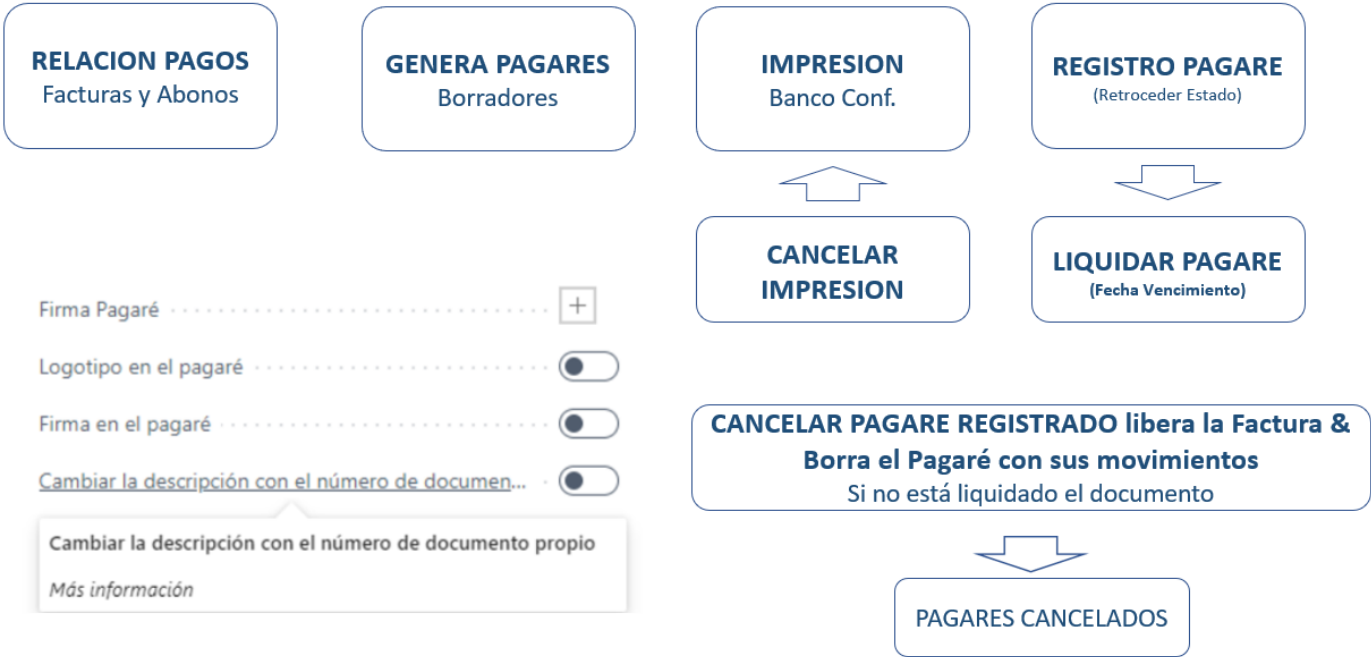 RELACION PAGOS
Facturas y Abonos
GENERA PAGARES
Borradores
IMPRESION
Banco Conf.
REGISTRO PAGARE
(Retroceder Estado)
CANCELAR
IMPRESION
LIQUIDAR PAGARE
(Fecha Vencimiento)
Firma Pagaré
Logotipo en el pagaré
Firma en el pagaré
Cambiar la descripción con el número de documen...
Cambiar la descripción con el número de documento propio
Más información
CANCELAR PAGARE REGISTRADO libera la Factura &
Borra el Pagaré con sus movimientos
Si no está liquidado el documento
PAGARES CANCELADOS